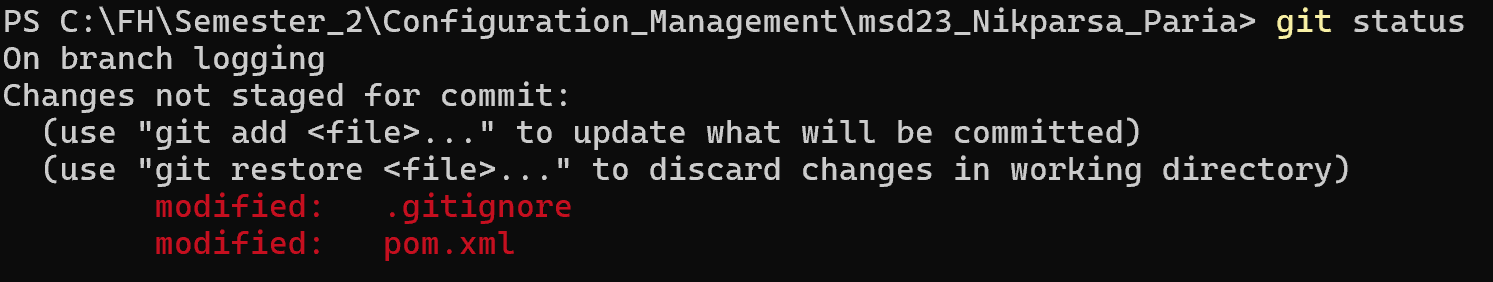 PS C:\FH\Semester_2\Configuration_Management\msd23_Nikparsa_Paria> git status
On branch logging
Changes not staged for commit:
  (use "git add <file>..." to update what will be committed)
  (use "git restore <file>..." to discard changes in working directory)
        modified:   .gitignore
        modified:   pom.xml